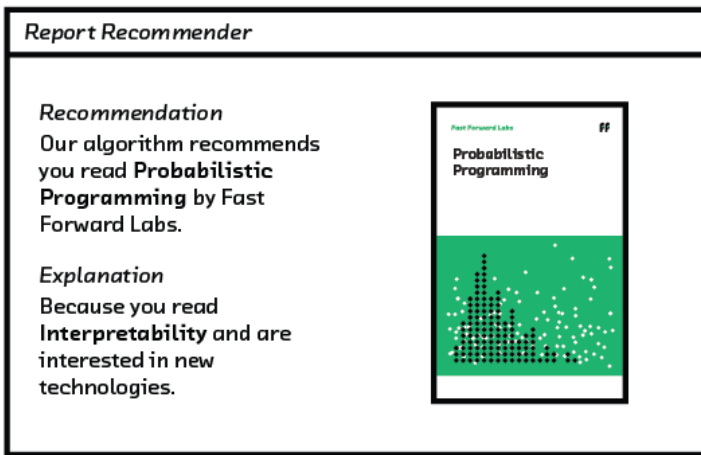 Report Recommender
Recommendation
Our algorithm recommends
you read Probabilistic
Programming by Fast
Forward Labs.
Explanation
Because you read
Interpretability and are
interested in new
technologies.
Fast Forward Labs
FF
Probabilistic
Programming